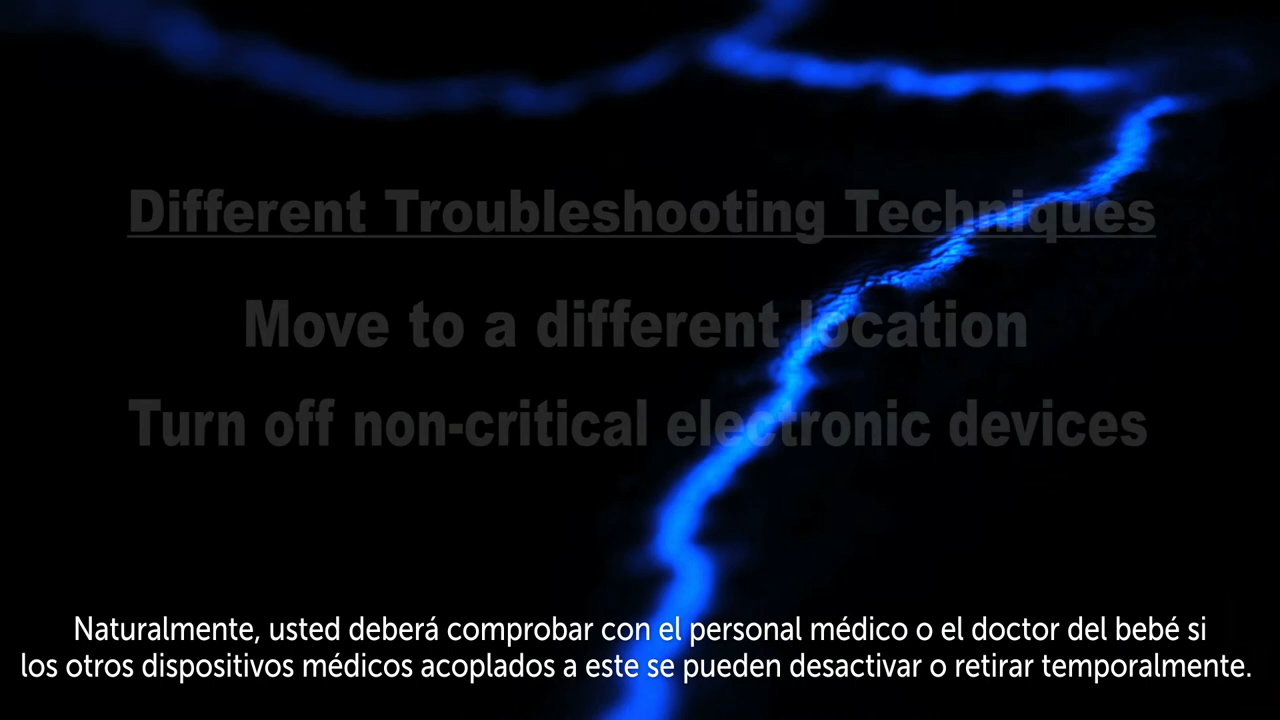 Different Troubleshooting Techniques
Move to a different location
Turn off non-critical electronic devices
Naturalmente, usted deberá comprobar con el personal médico o el doctor del bebé si
los otros dispositivos médicos acoplados a este se pueden desactivar o retirar temporalmente.